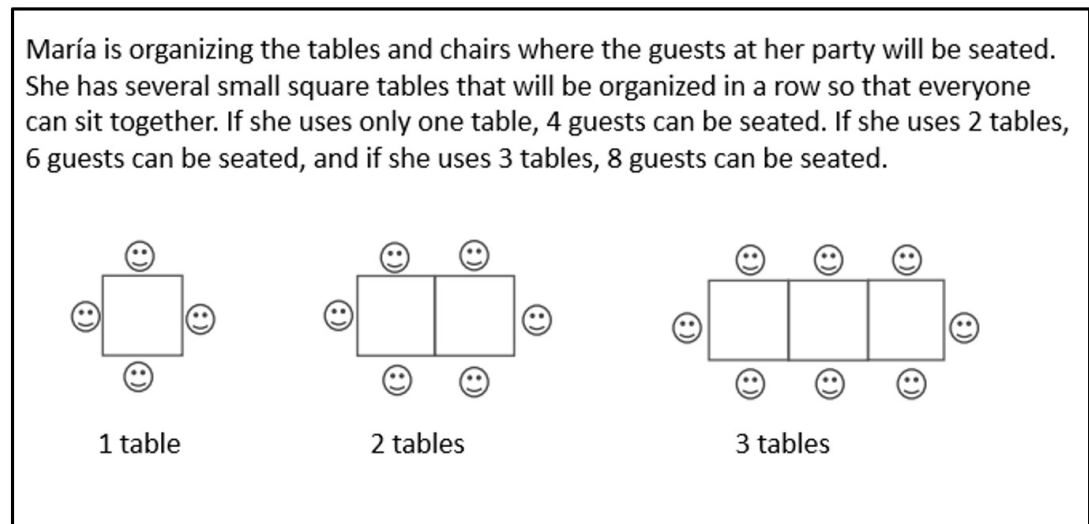 María is organizing the tables and chairs where the guests at her party will be seated.
She has several small square tables that will be organized in a row so that everyone
can sit together. If she uses only one table, 4 guests can be seated. If she uses 2 tables,
6 guests can be seated, and if she uses 3 tables, 8 guests can be seated.
1 table
2 tables
3 tables